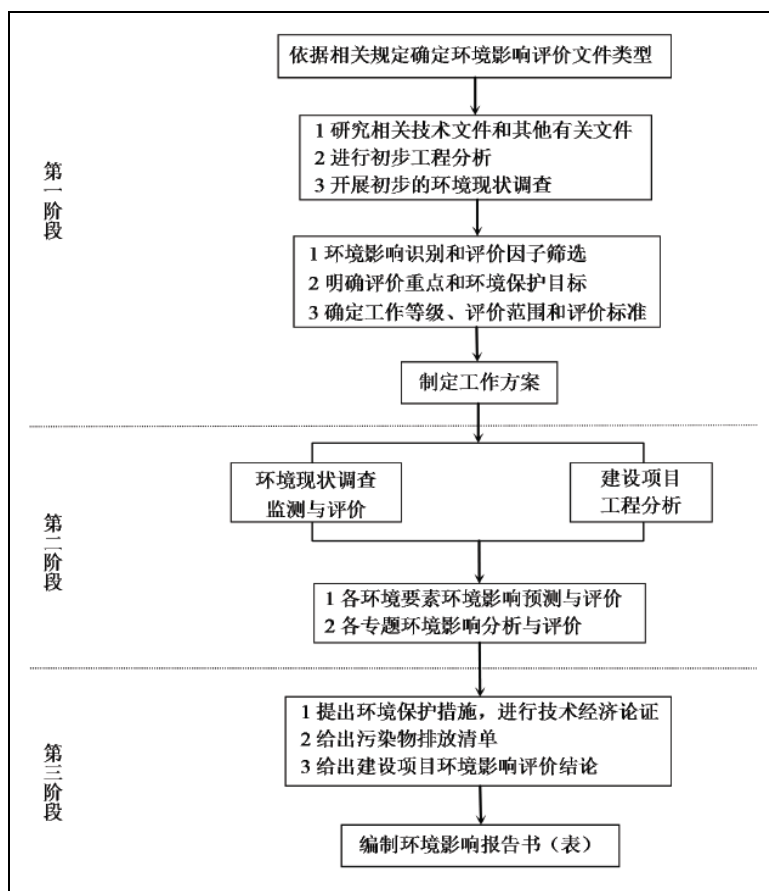 依据相关规定确定环境影响评价文件类型
第一阶段
1 研究相关技术文件和其他有关文件
2 进行初步工程分析
3 开展初步的环境现状调查
1 环境影响识别和评价因子筛选
2 明确评价重点和环境保护目标
3 确定工作等级、评价范围和评价标准
制定工作方案
第二阶段
环境现状调查
监测与评价
建设项目
工程分析
1 各环境要素环境影响预测与评价
2 各专题环境影响分析与评价
第三阶段
1 提出环境保护措施，进行技术经济论证
2 给出污染物排放清单
3 给出建设项目环境影响评价结论
编制环境影响报告书（表）